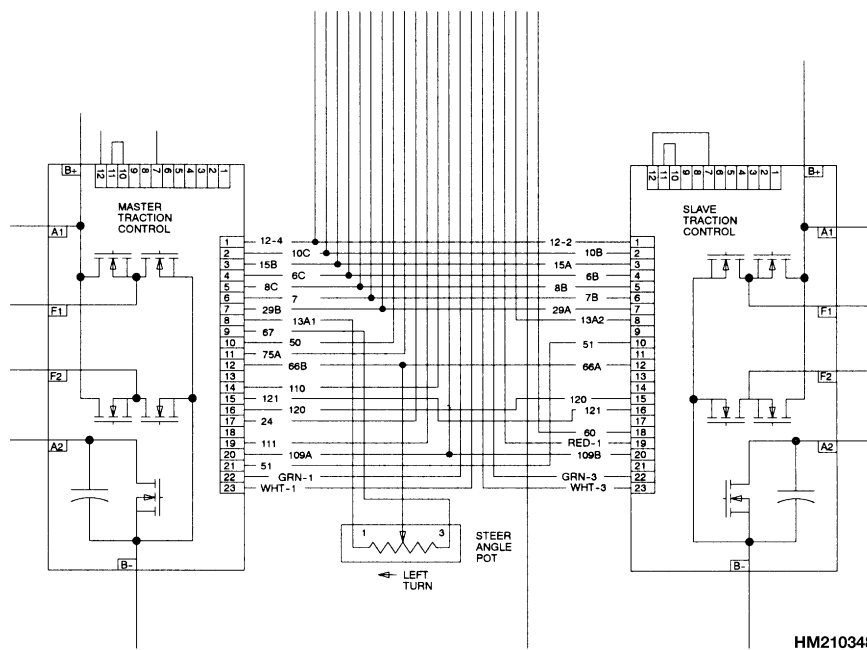 B+
12 11 10 9 8 7 6 5 4 3 2 1
MASTER
TRACTION
CONTROL
A1
F1
F2
A2
B-
1 12-4
2 10C
3 15B
4 6C
5 8C
6 7
7 29B
8 13A1
9 67
10 50
11 75A
12 66B
13
14 110
15 121
16 120
17 24
18
19 111
20 109A
21 51
22 GRN-1
23 WHT-1
1 3
STEER
ANGLE
POT
LEFT
TURN
12 11 10 9 8 7 6 5 4 3 2 1
B+
SLAVE
TRACTION
CONTROL
A1
F1
F2
A2
B-
12-2 1
10B 2
15A 3
6B 4
8B 5
7B 6
29A 7
13A2 8
9
51 10
11
66A 12
13
14
120 15
121 16
17
60 18
RED-1 19
109B 20
21
GRN-3 22
WHT-3 23